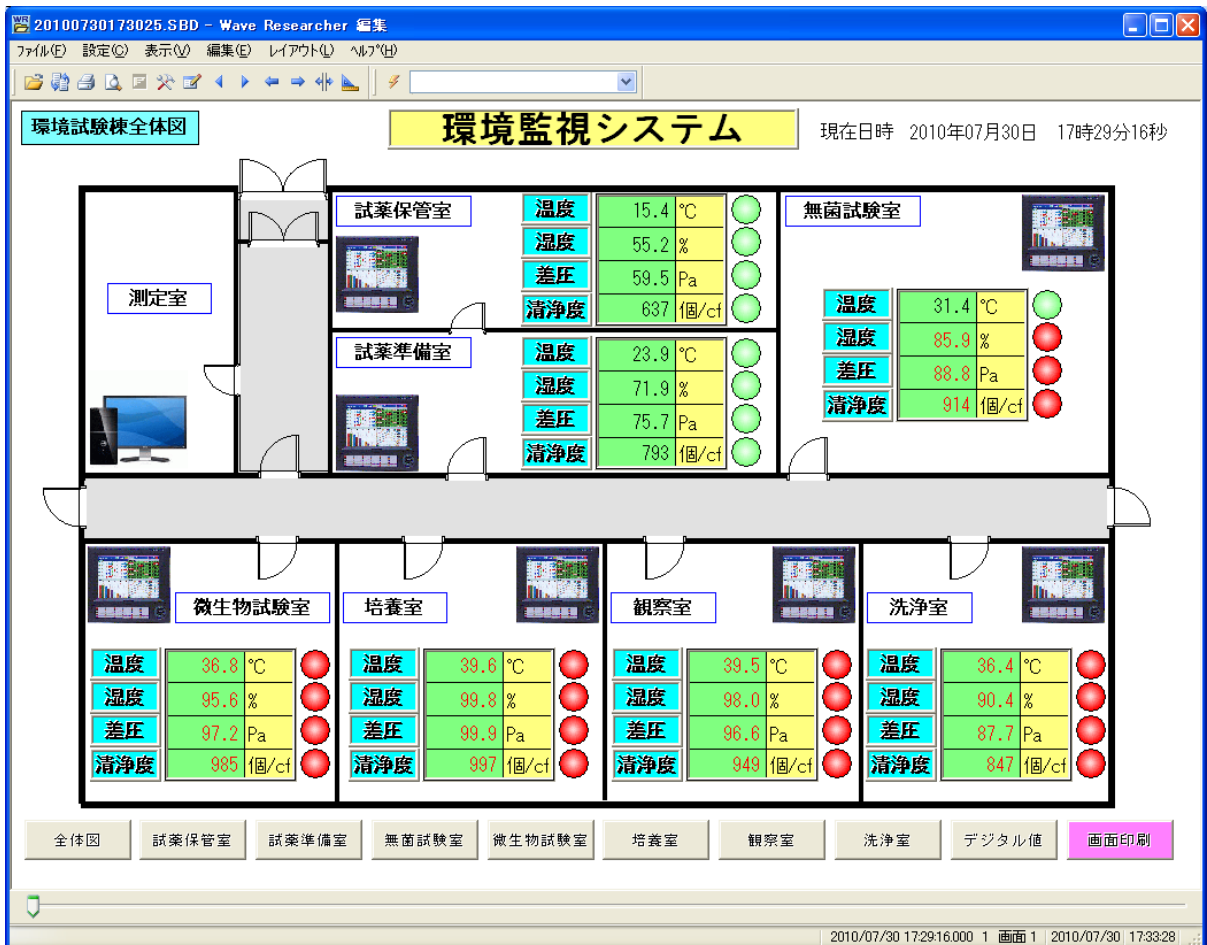 20100730173025.SBD - Wave Researcher 編集
ファイル(F) 設定(C) 表示(V) 編集(E) レイアウト(L) ヘルプ(H)
環境試験棟全体図
環境監視システム
現在日時 2010年07月30日 17時29分16秒
測定室
試薬保管室
温度 15.4 ℃
湿度 55.2 %
差圧 59.5 Pa
清浄度 637 個/cf
試薬準備室
温度 23.9 ℃
湿度 71.9 %
差圧 75.7 Pa
清浄度 793 個/cf
無菌試験室
温度 31.4 ℃
湿度 85.9 %
差圧 88.8 Pa
清浄度 914 個/cf
微生物試験室
温度 36.8 ℃
湿度 95.6 %
差圧 97.2 Pa
清浄度 985 個/cf
培養室
温度 39.6 ℃
湿度 99.8 %
差圧 99.9 Pa
清浄度 997 個/cf
観察室
温度 39.5 ℃
湿度 98.0 %
差圧 96.6 Pa
清浄度 949 個/cf
洗浄室
温度 36.4 ℃
湿度 90.4 %
差圧 87.7 Pa
清浄度 847 個/cf
全体図 試薬保管室 試薬準備室 無菌試験室 微生物試験室 培養室 観察室 洗浄室 デジタル値 画面印刷
2010/07/30 17:29:16.000 1 画面 1 2010/07/30 17:33:28